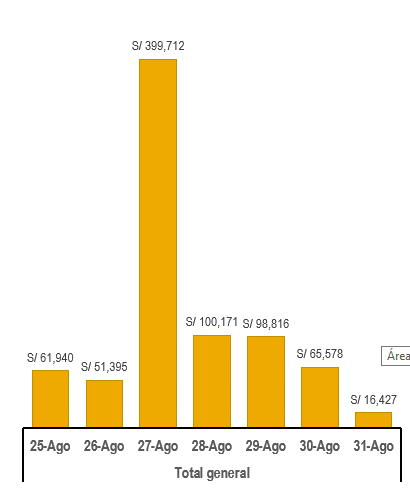 S/ 399,712
S/ 100,171
S/ 98,816
S/ 61,940
S/ 65,578
S/ 51,395
Área
S/ 16,427
25-Ago 26-Ago 27-Ago 28-Ago 29-Ago 30-Ago 31-Ago
Total general